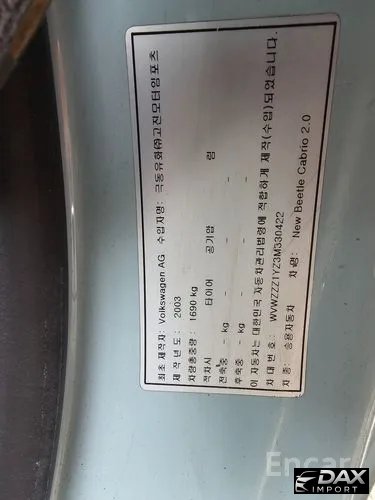 최초 제작자: Volkswagen AG 수입자명: 극동유화㈜고진모터임포츠
제 작 년 도 : 2003
차량총중량 : 1690 kg
적차시 타이어 공기압 림
전축중 - kg - -
후축중 - kg - -
이 자동차는 대한민국 자동차관리법령에 적합하게 제작(수입)되었습니다.
차 대 번 호 : WVWZZZ1YZ3M330422
차 종 : 승용자동차 차 명: New Beetle Cabrio 2.0
Encar
DAX
IMPORT